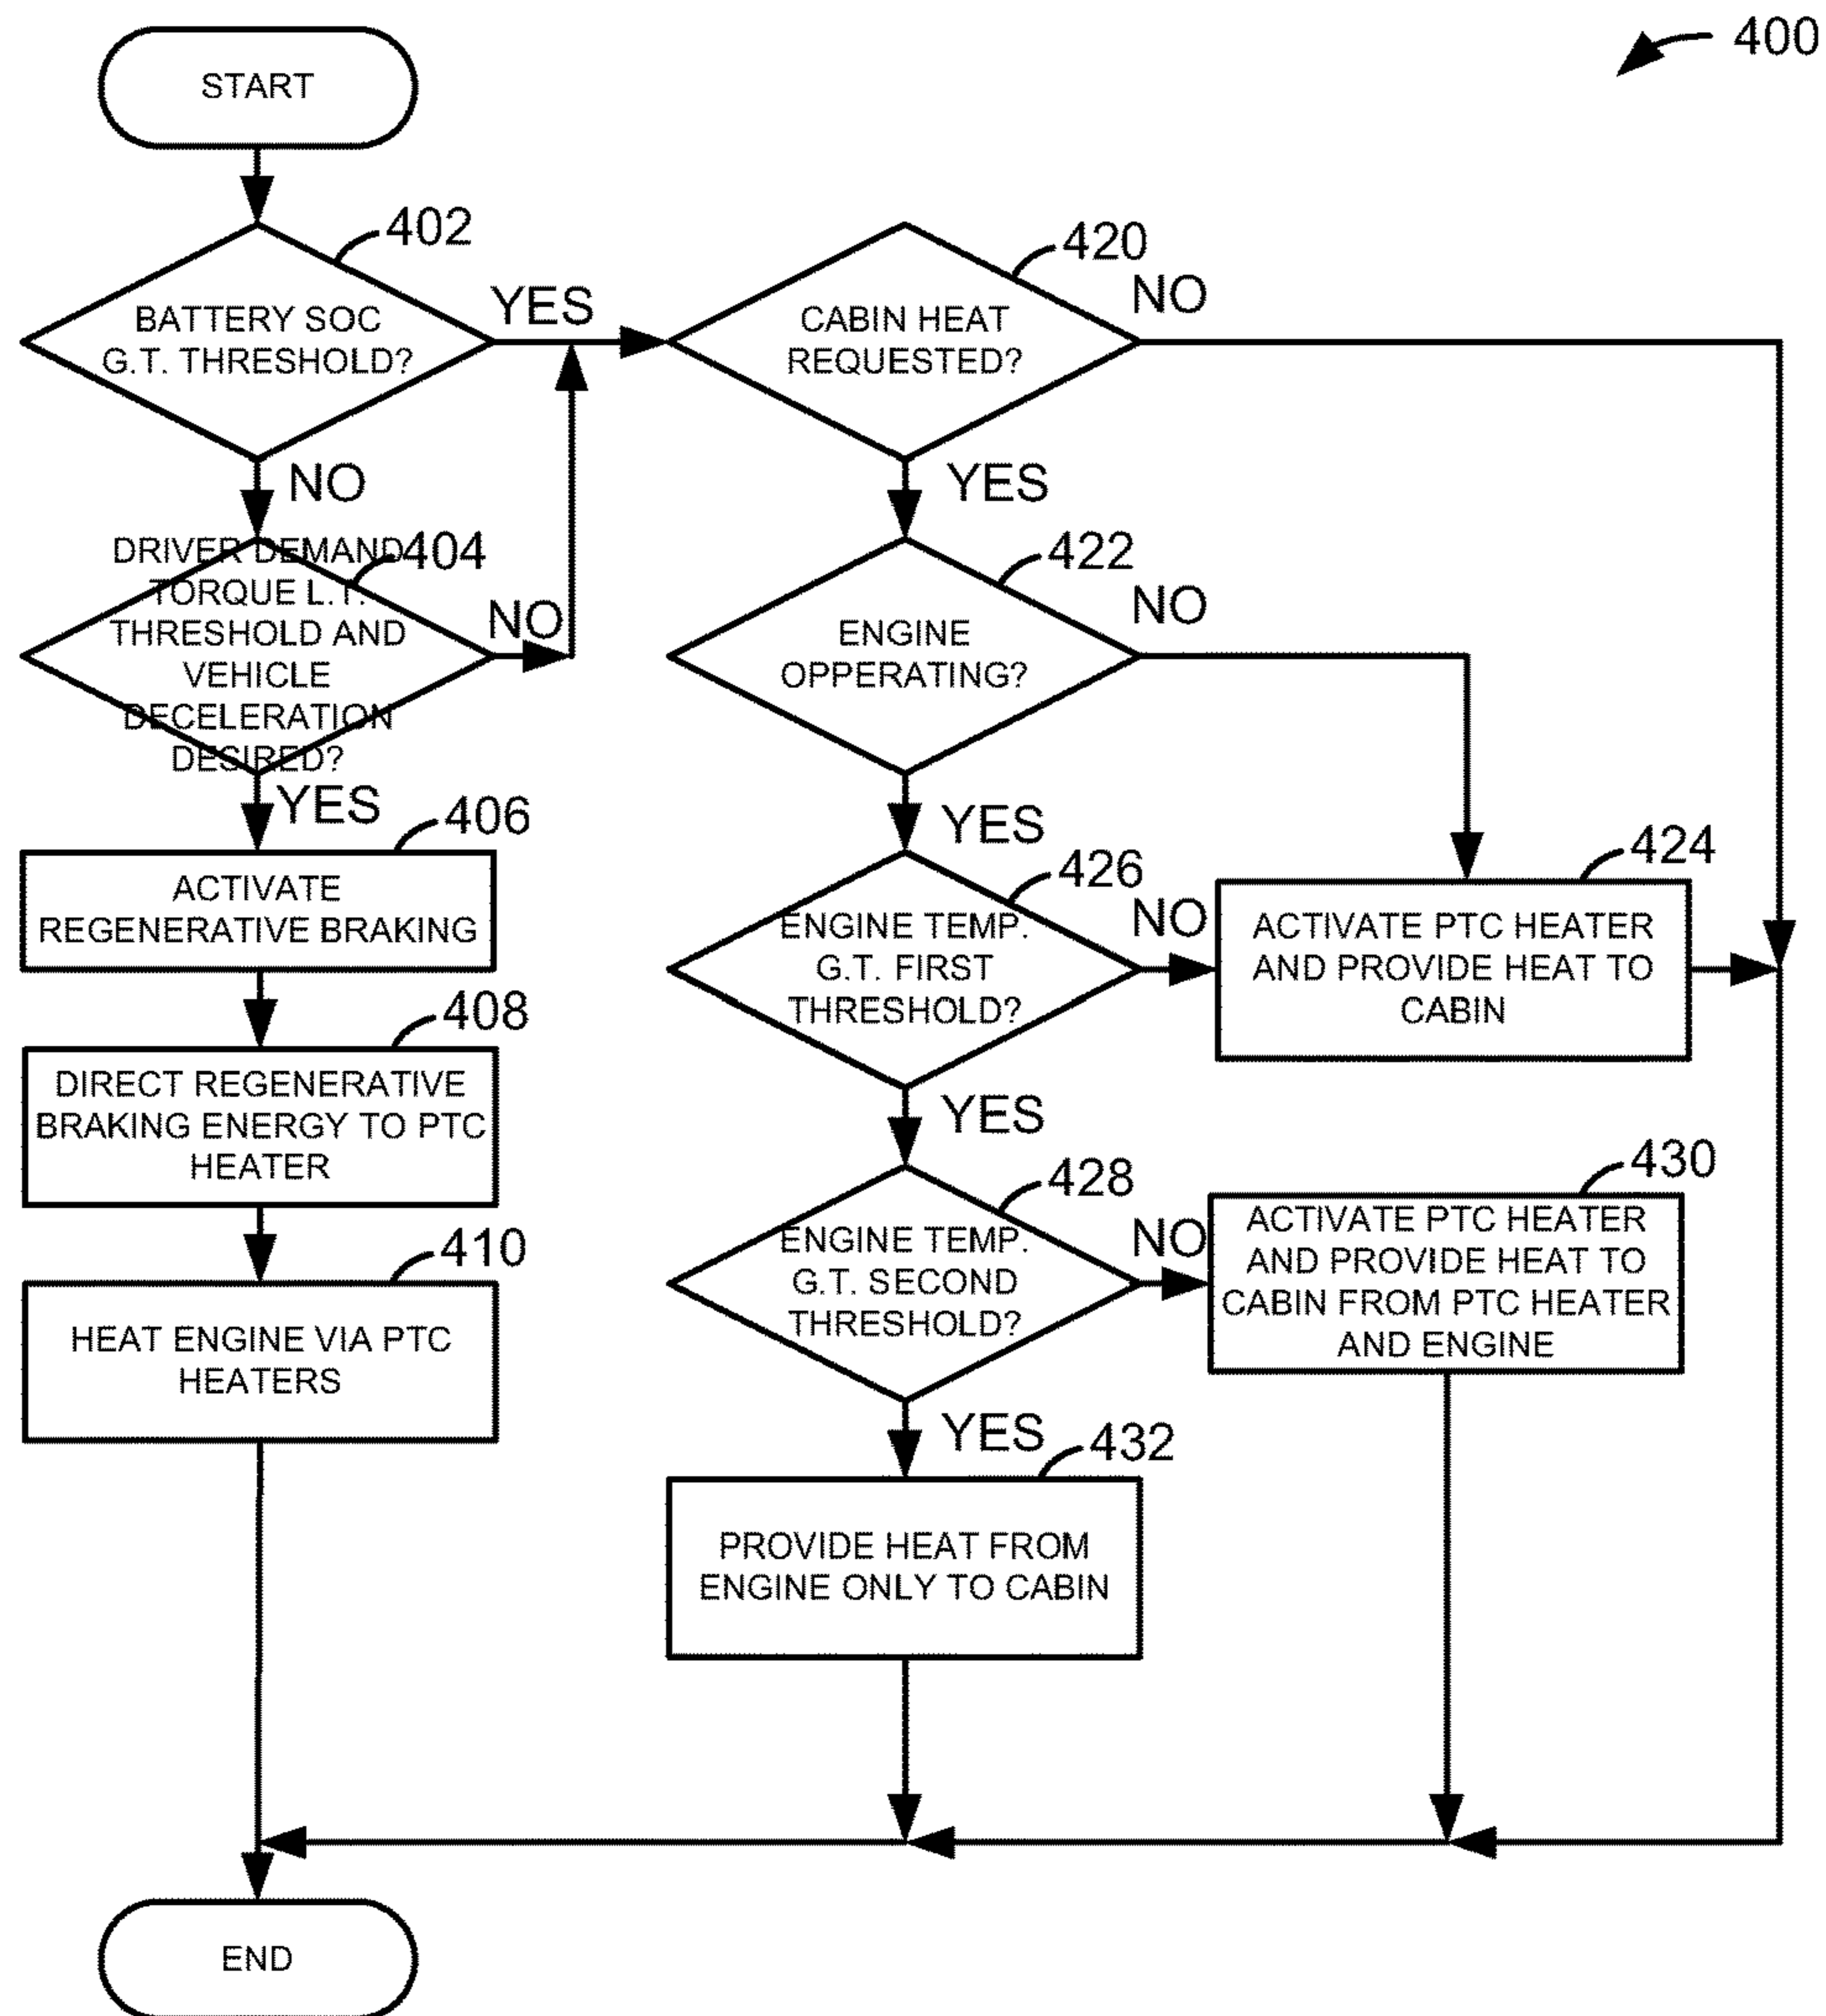 400
START
402
BATTERY SOC
G.T. THRESHOLD?
YES
NO
404
DRIVER DEMAND
TORQUE L.T.
THRESHOLD AND
VEHICLE
DECELERATION
DESIRED?
NO
YES
406
ACTIVATE
REGENERATIVE BRAKING
408
DIRECT REGENERATIVE
BRAKING ENERGY TO PTC
HEATER
410
HEAT ENGINE VIA PTC
HEATERS
420
CABIN HEAT
REQUESTED?
NO
YES
422
ENGINE
OPPERATING?
NO
YES
424
ACTIVATE PTC HEATER
AND PROVIDE HEAT TO
CABIN
426
ENGINE TEMP.
G.T. FIRST
THRESHOLD?
NO
YES
428
ENGINE TEMP.
G.T. SECOND
THRESHOLD?
NO
YES
430
ACTIVATE PTC HEATER
AND PROVIDE HEAT TO
CABIN FROM PTC HEATER
AND ENGINE
432
PROVIDE HEAT FROM
ENGINE ONLY TO CABIN
END